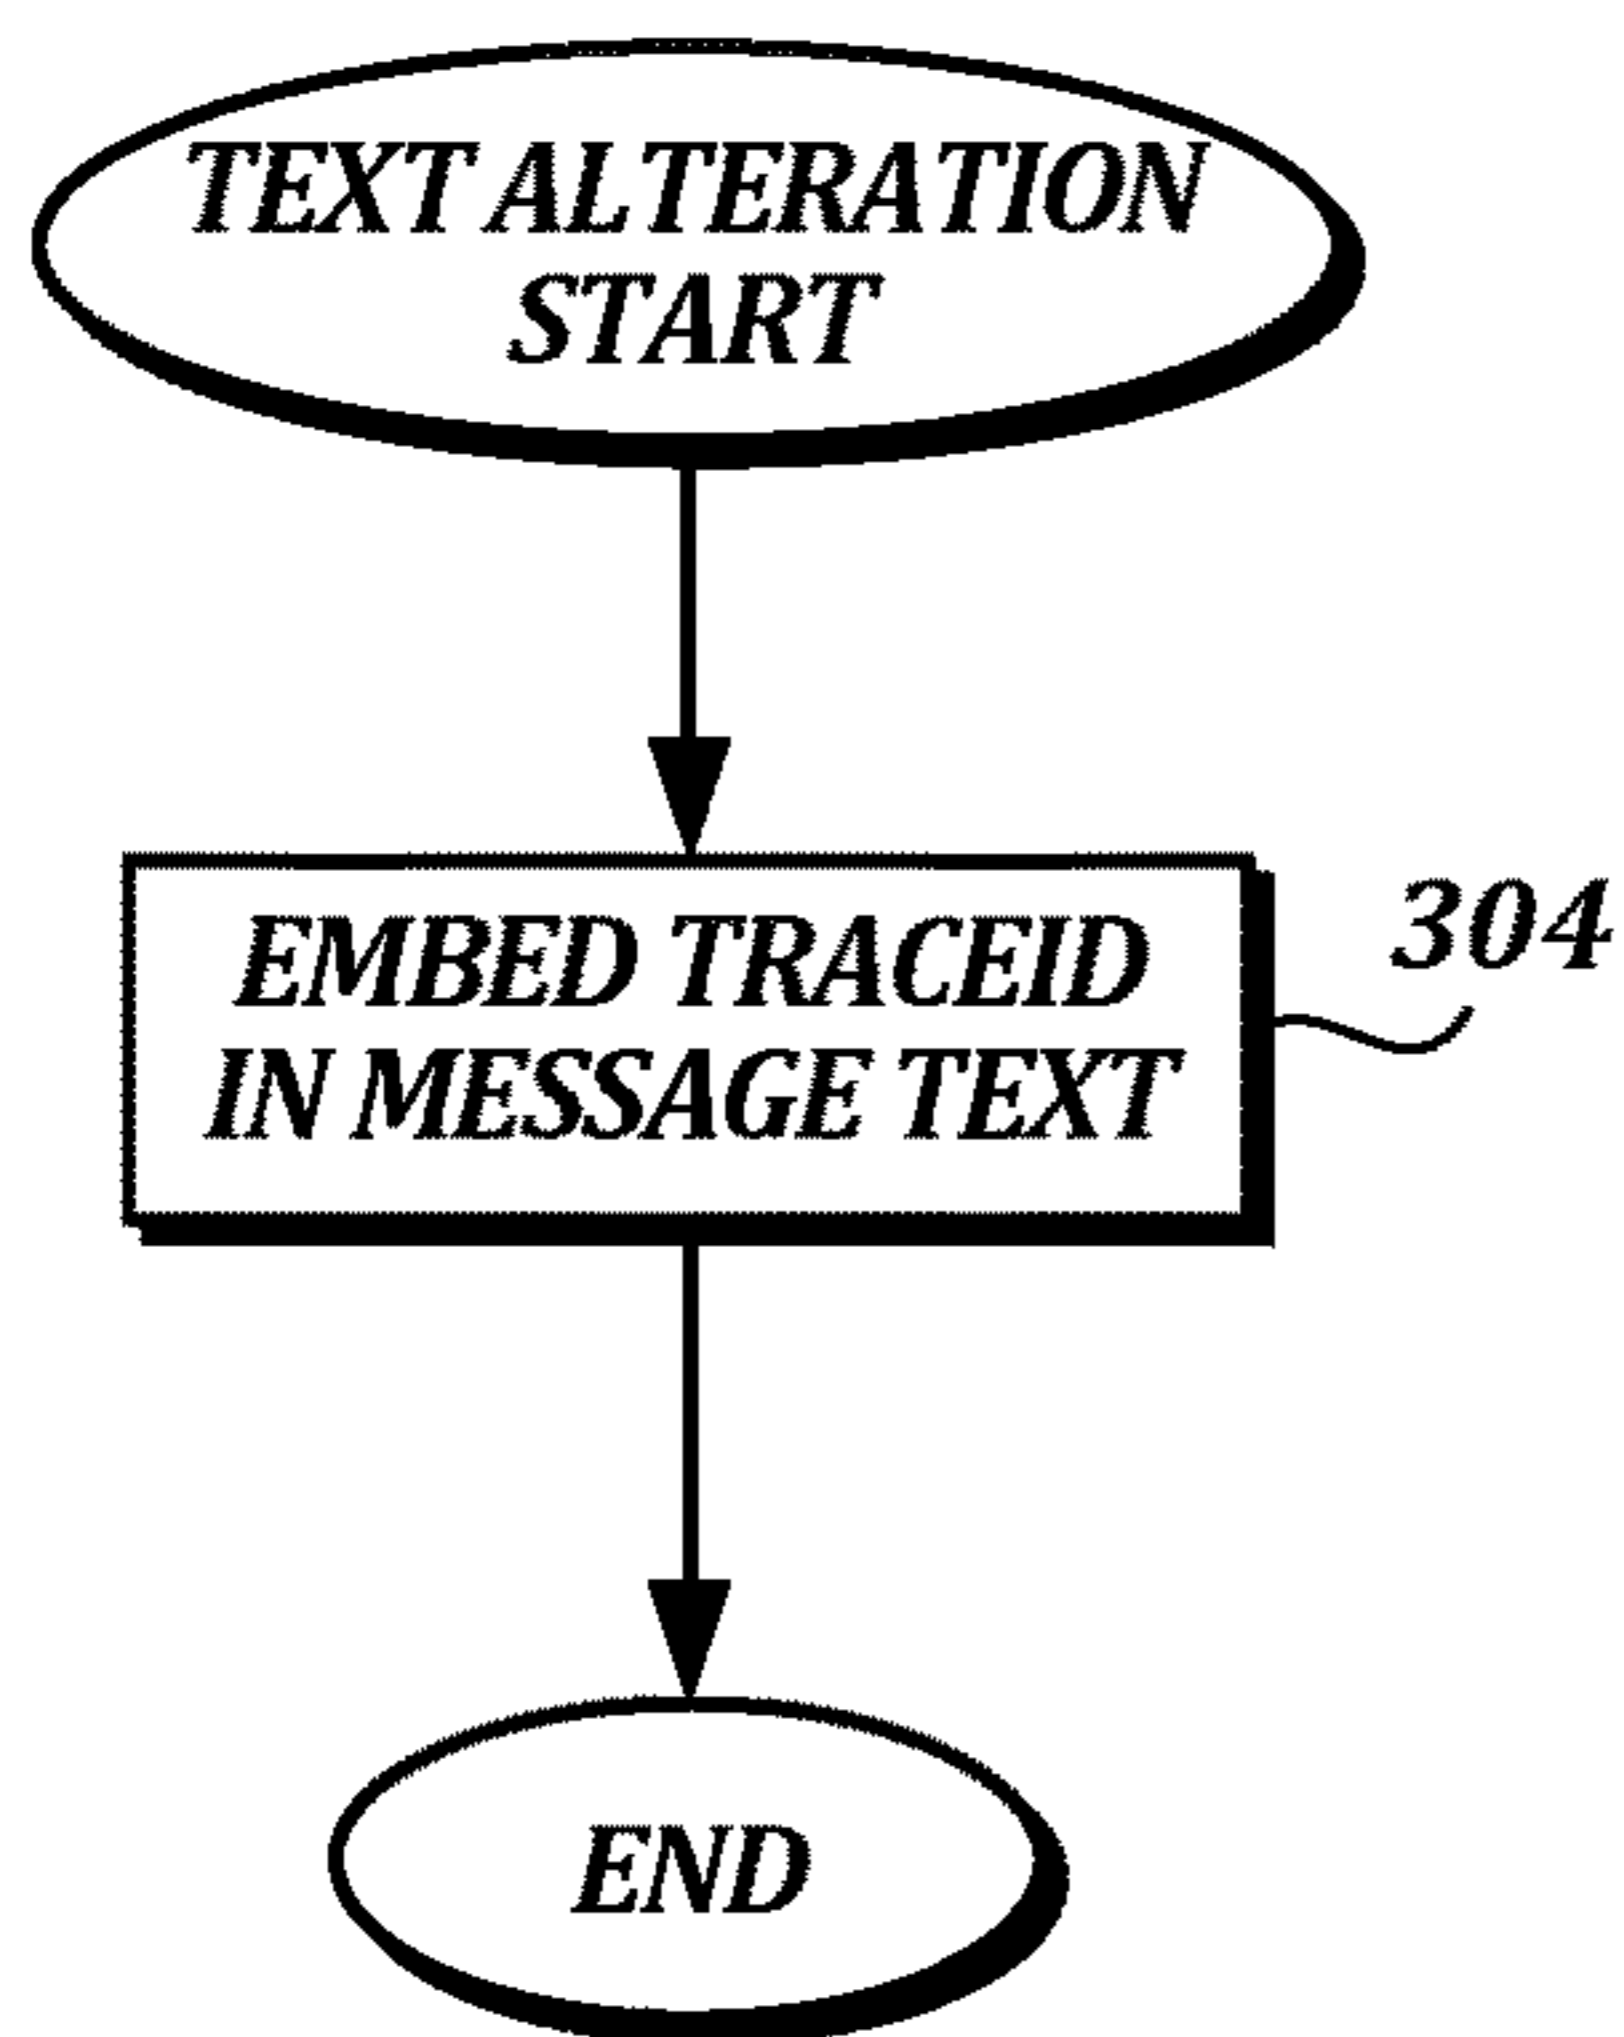 TEXT ALTERATION
START
EMBED TRACEID
IN MESSAGE TEXT
304
END